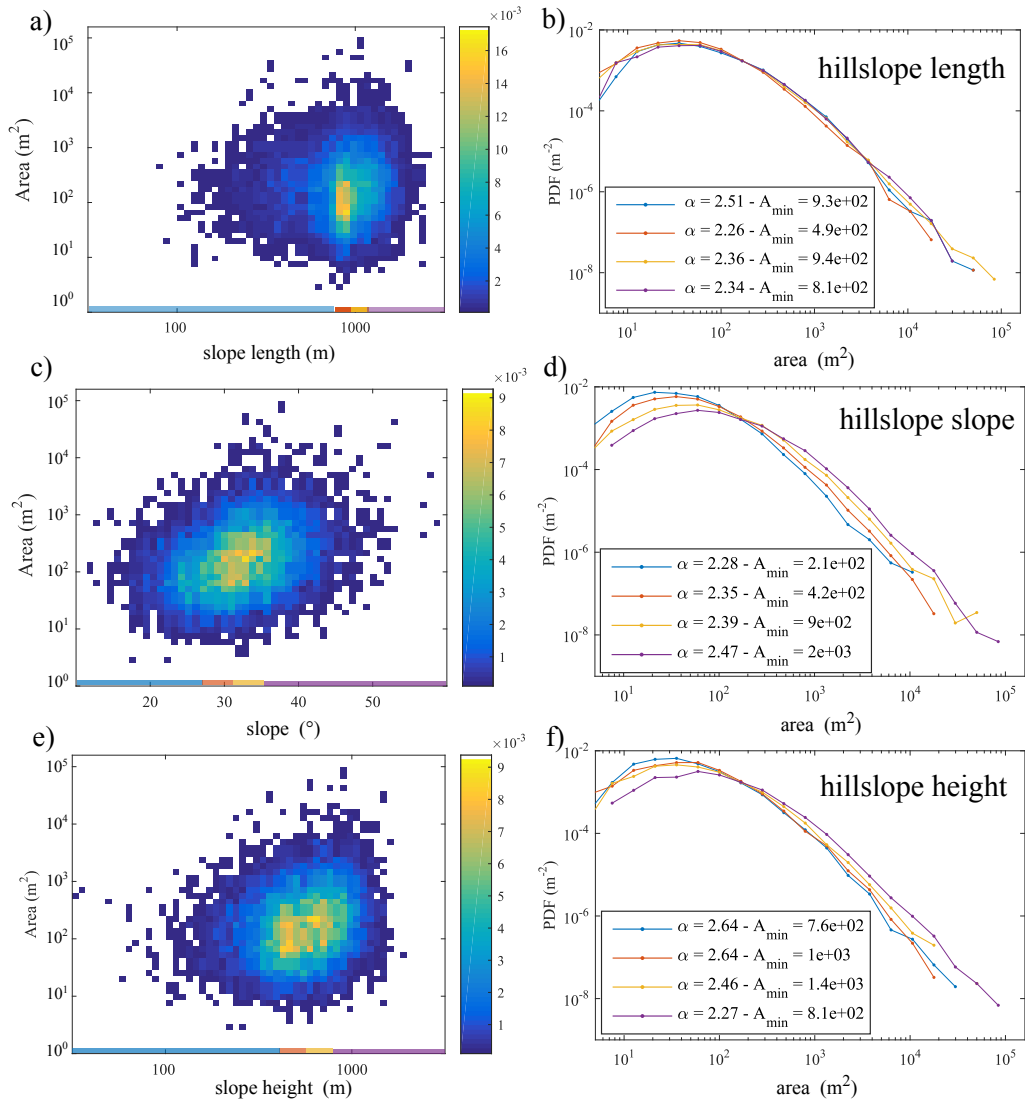 a)
×10⁻³
10⁵
10⁴
10³
10²
10¹
10⁰
Area (m²)
100
1000
slope length (m)
16
14
12
10
8
6
4
2
b)
hillslope length
10⁻²
10⁻⁴
10⁻⁶
10⁻⁸
PDF (m⁻²)
α = 2.51 - A_min = 9.3e+02
α = 2.26 - A_min = 4.9e+02
α = 2.36 - A_min = 9.4e+02
α = 2.34 - A_min = 8.1e+02
10¹
10²
10³
10⁴
10⁵
area (m²)
c)
×10⁻³
10⁵
10⁴
10³
10²
10¹
10⁰
Area (m²)
20
30
40
50
60
slope (°)
9
8
7
6
5
4
3
2
1
d)
hillslope slope
10⁻²
10⁻⁴
10⁻⁶
10⁻⁸
PDF (m⁻²)
α = 2.28 - A_min = 2.1e+02
α = 2.35 - A_min = 4.2e+02
α = 2.39 - A_min = 9e+02
α = 2.47 - A_min = 2e+03
10¹
10²
10³
10⁴
10⁵
area (m²)
e)
×10⁻³
10⁵
10⁴
10³
10²
10¹
10⁰
Area (m²)
100
1000
slope height (m)
9
8
7
6
5
4
3
2
1
f)
hillslope height
10⁻²
10⁻⁴
10⁻⁶
10⁻⁸
PDF (m⁻²)
α = 2.64 - A_min = 7.6e+02
α = 2.64 - A_min = 1e+03
α = 2.46 - A_min = 1.4e+03
α = 2.27 - A_min = 8.1e+02
10¹
10²
10³
10⁴
10⁵
area (m²)